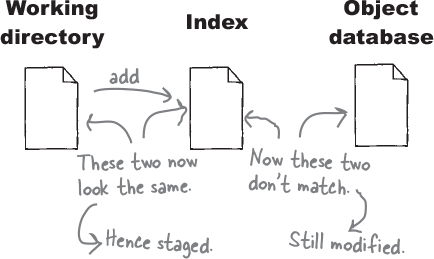 Working
directory
Index
Object
database
add
These two now
look the same.
Now these two
don't match.
Hence staged.
Still modified.